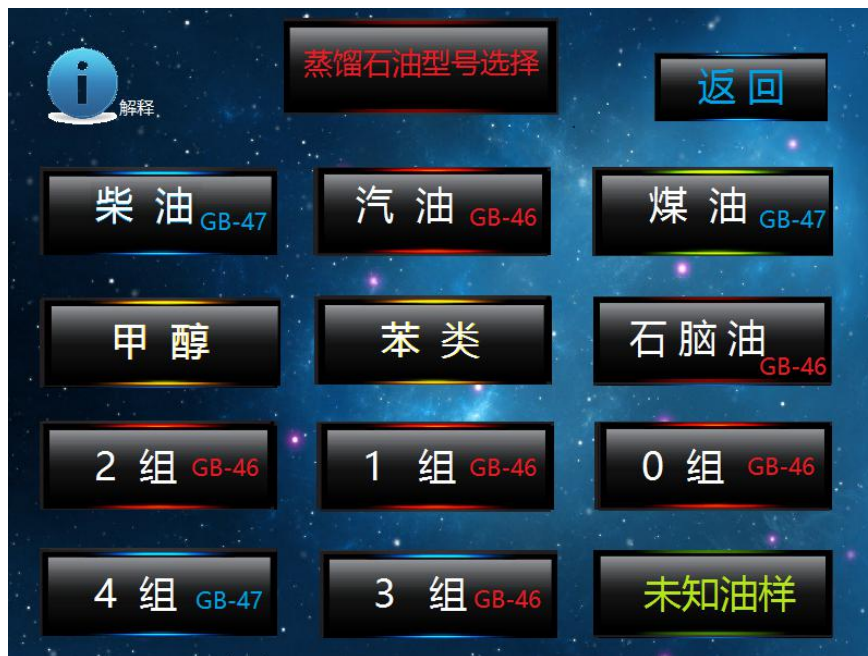 蒸馏石油型号选择
解释
返回
柴油 GB-47
汽油 GB-46
煤油 GB-47
甲醇
苯类
石脑油 GB-46
2 组 GB-46
1 组 GB-46
0 组 GB-46
4 组 GB-47
3 组 GB-46
未知油样